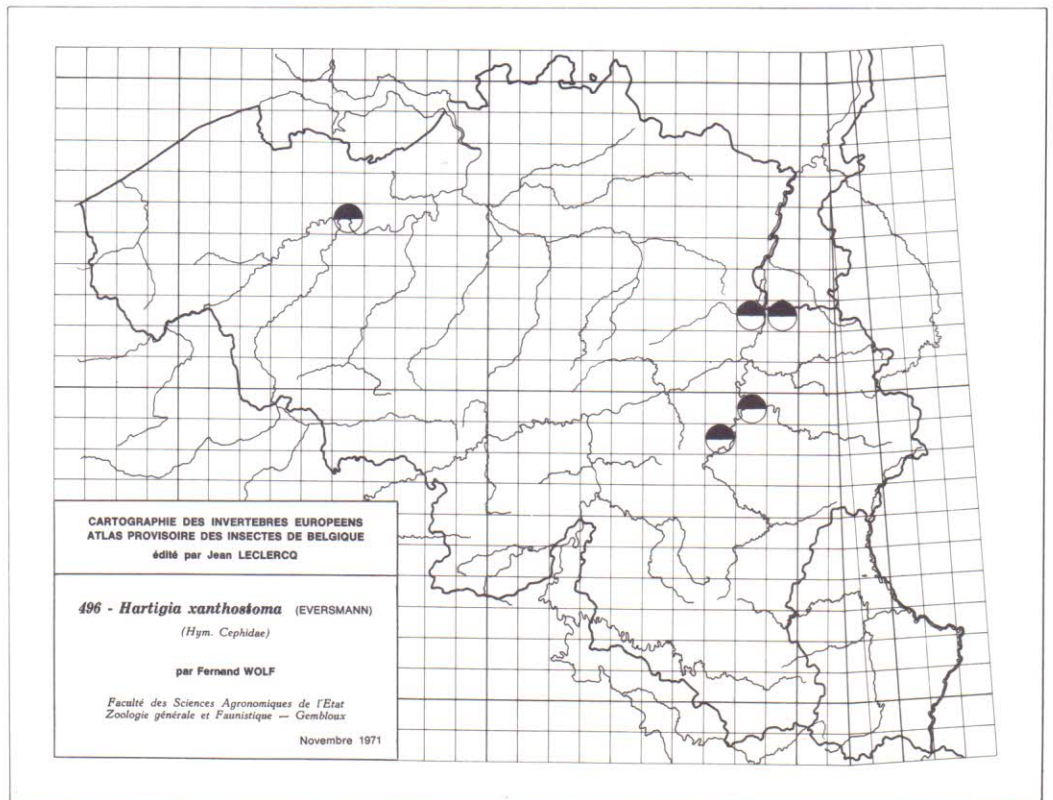 CARTOGRAPHIE DES INVERTEBRES EUROPEENS
ATLAS PROVISOIRE DES INSECTES DE BELGIQUE
édité par Jean LECLERCQ
496 - Hartigia xanthostoma (EVERSMANN)
(Hym. Cephidae)
par Fernand WOLF
Faculté des Sciences Agronomiques de l'Etat
Zoologie générale et Faunistique — Gembloux
Novembre 1971